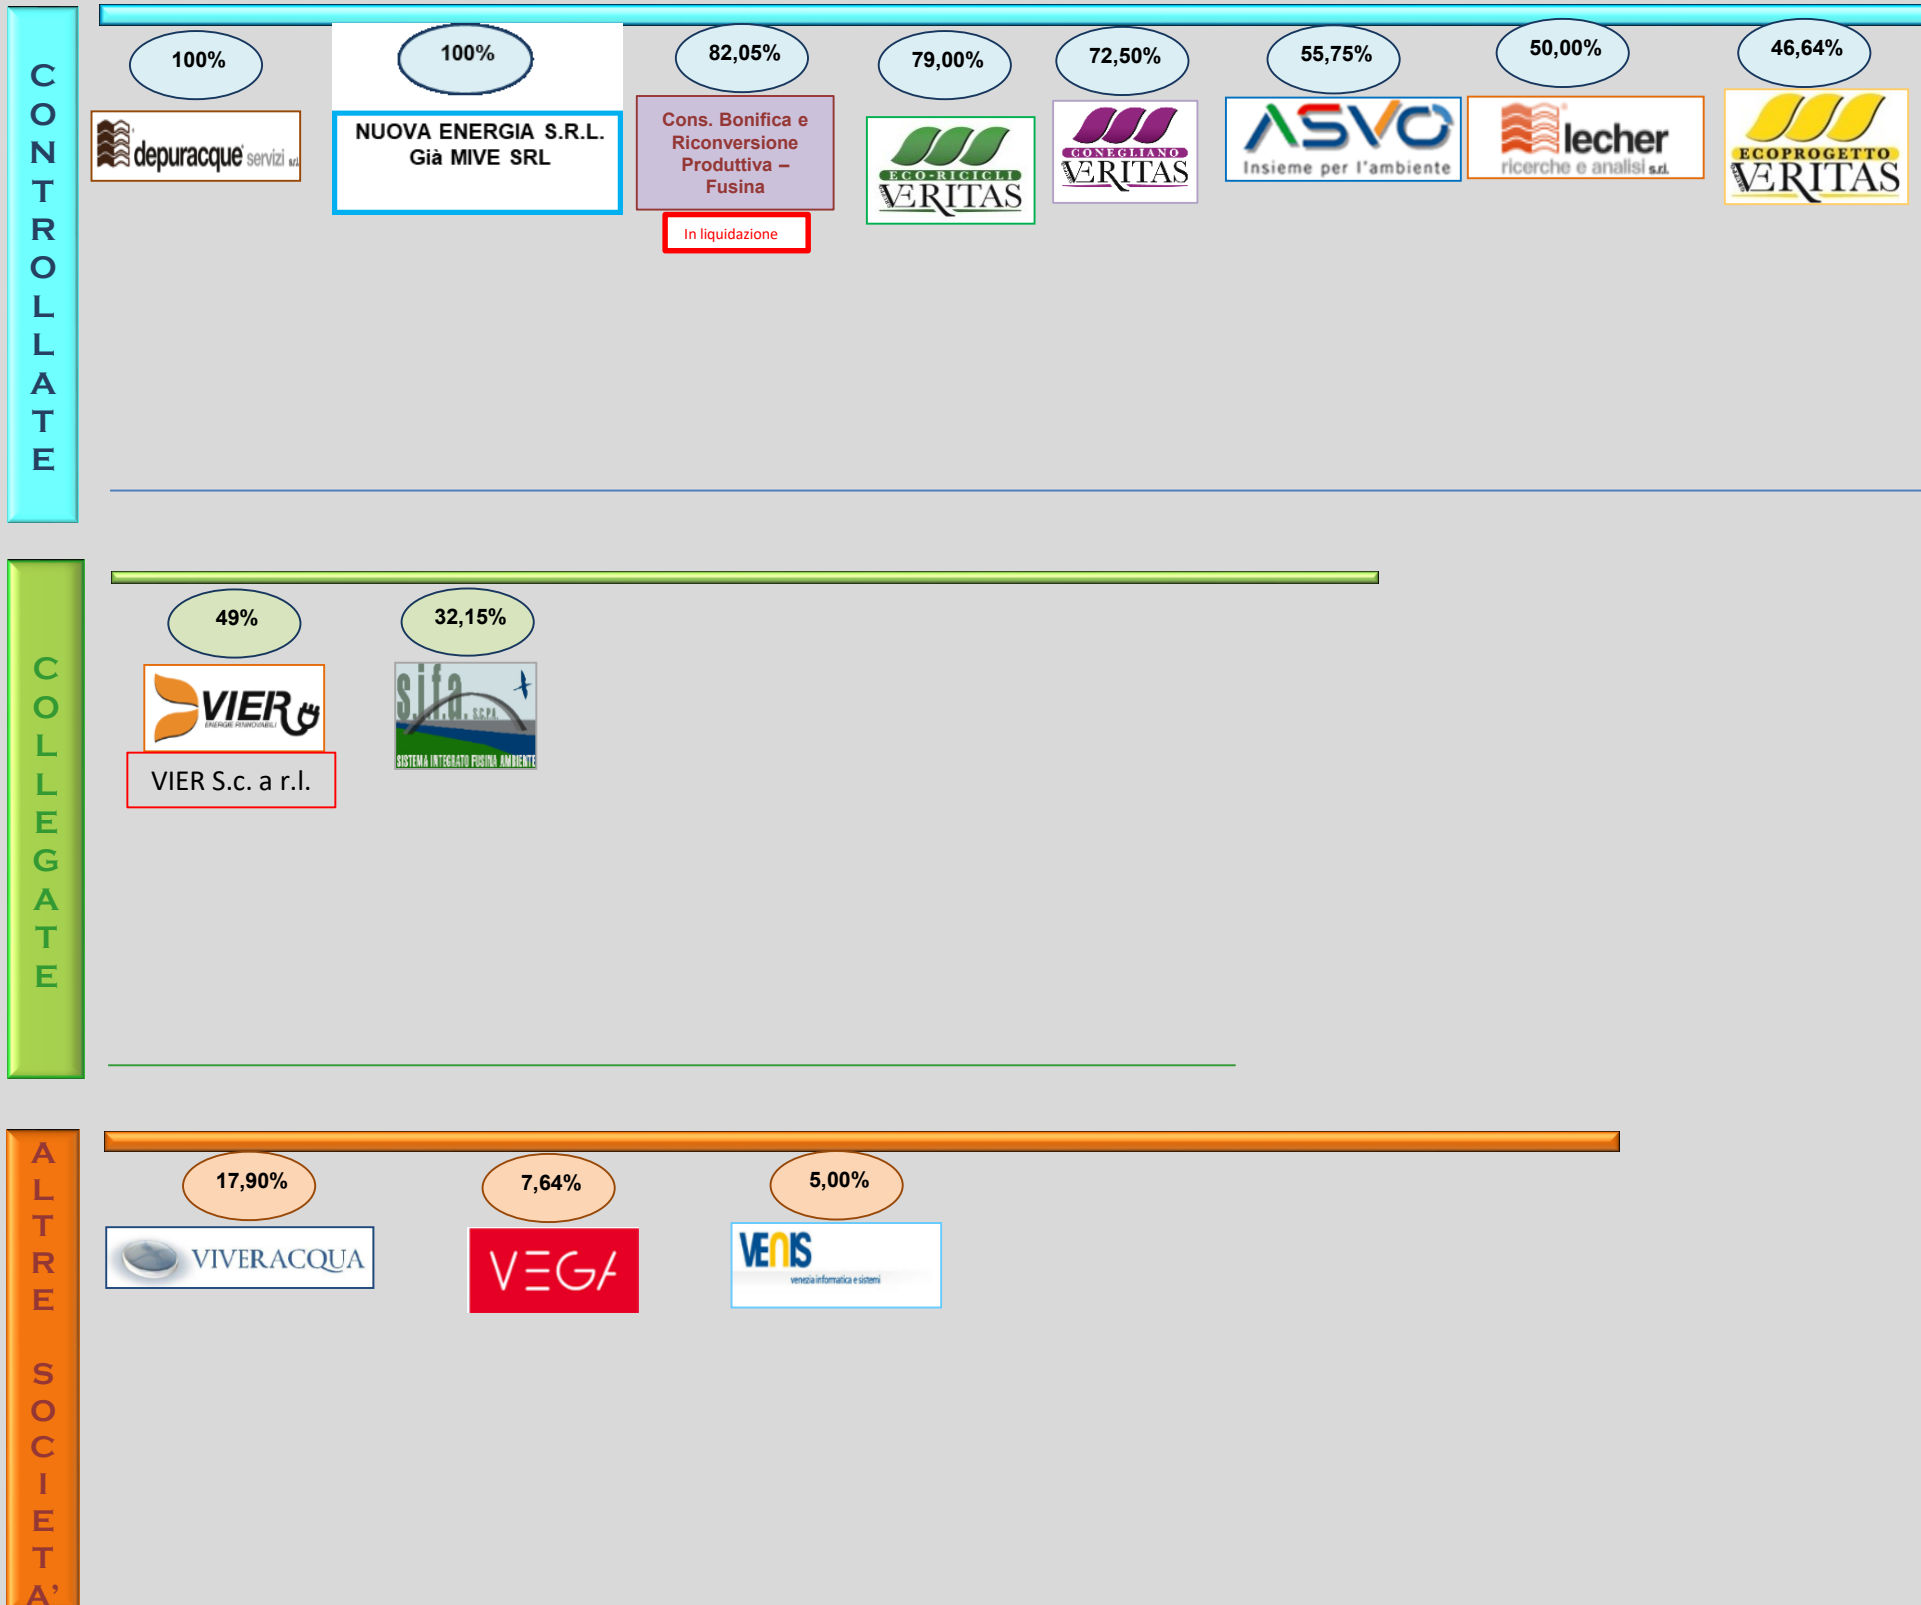 CONTROLLATE
100%
depuracque servizi s.r.l.
100%
NUOVA ENERGIA S.R.L.
Già MIVE SRL
82,05%
Cons. Bonifica e
Riconversione
Produttiva –
Fusina
In liquidazione
79,00%
ECO-RICICLI
VERITAS
72,50%
CONEGLIANO
VERITAS
55,75%
ASVO
Insieme per l'ambiente
50,00%
lecher
ricerche e analisi s.r.l.
46,64%
ECOPROGETTO
VERITAS
COLLEGATE
49%
VIER
ENERGIE RINNOVABILI
VIER S.c. a r.l.
32,15%
s.i.f.a. S.C.P.A.
SISTEMA INTEGRATO FUSINA AMBIENTE
ALTRE SOCIETA'
17,90%
VIVERACQUA
7,64%
VEGA
5,00%
VENIS
venezia informatica e sistemi